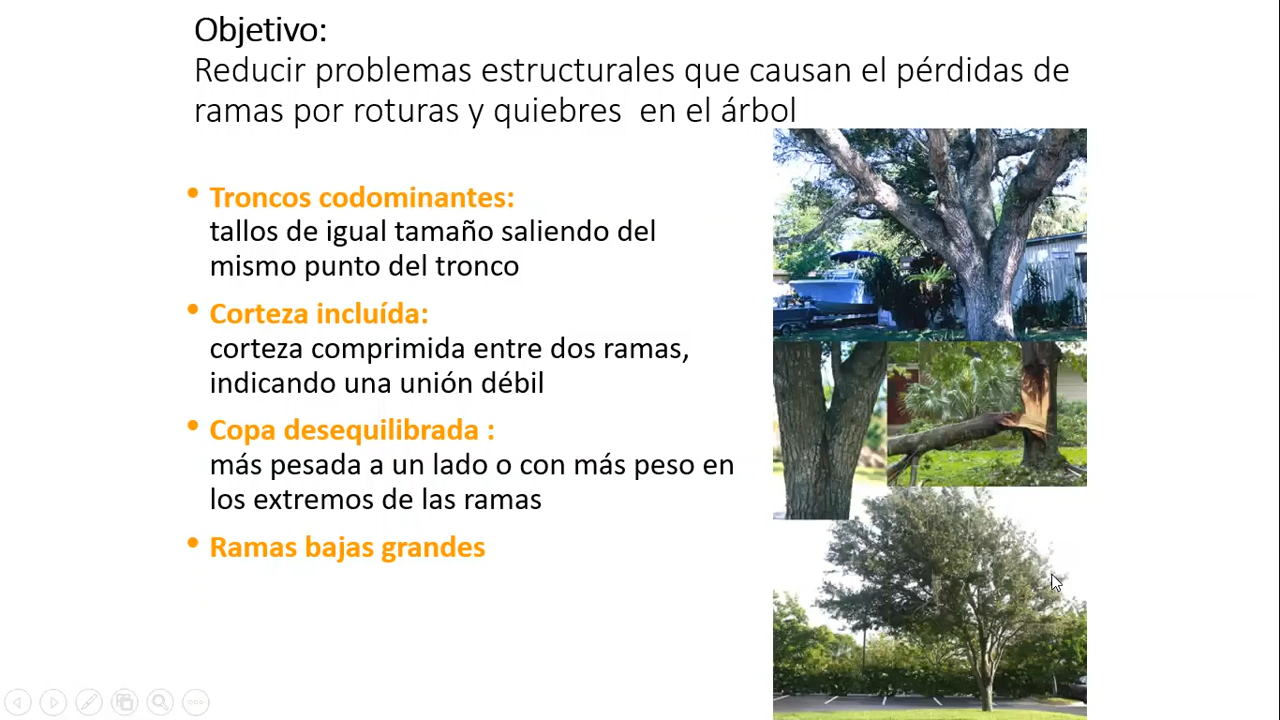 Objetivo:
Reducir problemas estructurales que causan el pérdidas de
ramas por roturas y quiebres en el árbol
• Troncos codominantes:
tallos de igual tamaño saliendo del
mismo punto del tronco
• Corteza incluída:
corteza comprimida entre dos ramas,
indicando una unión débil
• Copa desequilibrada :
más pesada a un lado o con más peso en
los extremos de las ramas
• Ramas bajas grandes